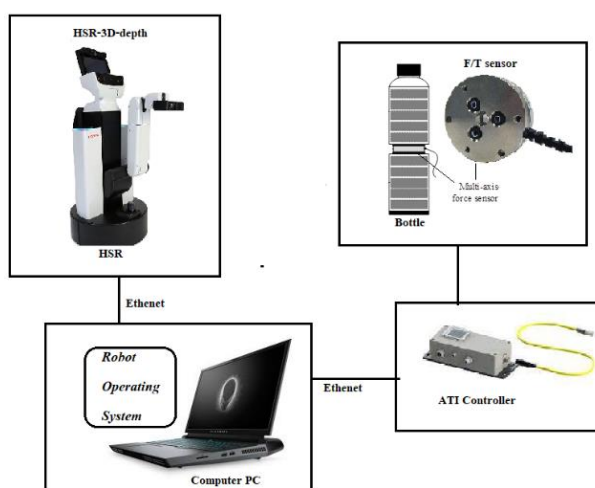 HSR-3D-depth
HSR
F/T sensor
Multi-axis
force sensor
Bottle
Ethenet
Robot
Operating
System
Computer PC
Ethenet
ATI Controller